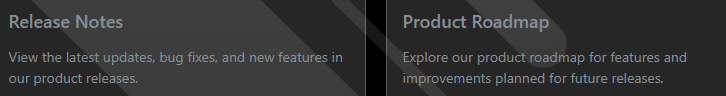 Release Notes
View the latest updates, bug fixes, and new features in
our product releases.
Product Roadmap
Explore our product roadmap for features and
improvements planned for future releases.